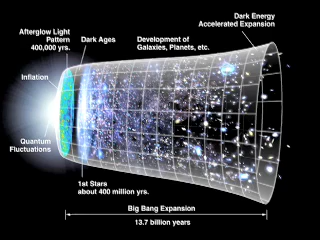 Dark Energy
Accelerated Expansion
Afterglow Light
Pattern
400,000 yrs.
Dark Ages
Development of
Galaxies, Planets, etc.
Inflation
Quantum
Fluctuations
1st Stars
about 400 million yrs.
Big Bang Expansion
13.7 billion years